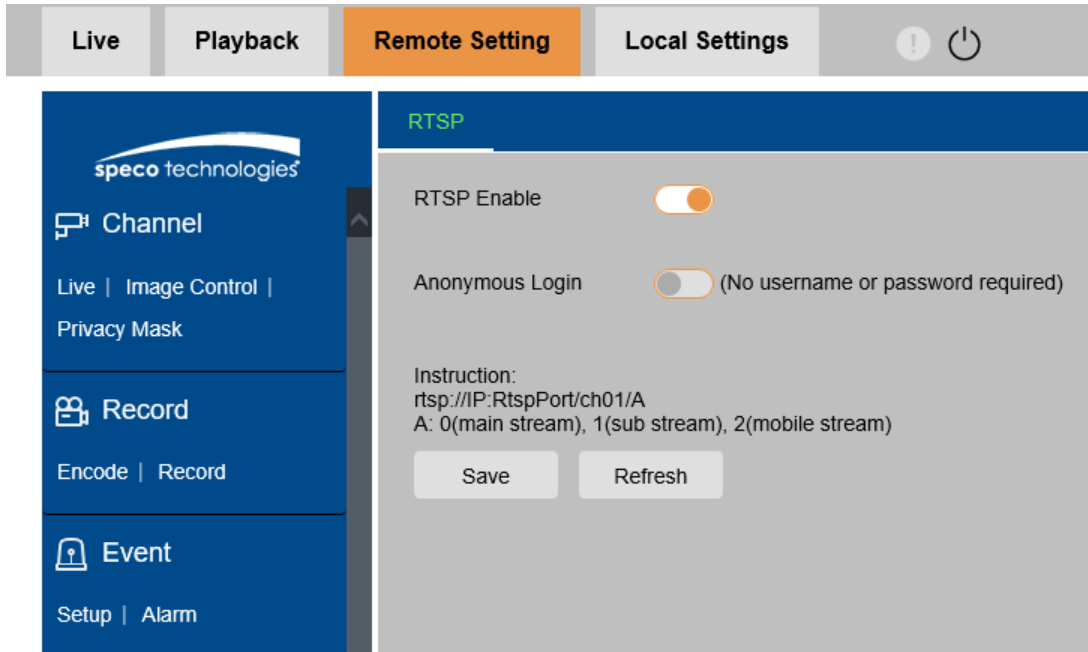 Live Playback Remote Setting Local Settings
speco technologies
RTSP
Channel
Live | Image Control |
Privacy Mask
Record
Encode | Record
Event
Setup | Alarm
RTSP Enable
Anonymous Login (No username or password required)
Instruction:
rtsp://IP:RtspPort/ch01/A
A: 0(main stream), 1(sub stream), 2(mobile stream)
Save Refresh